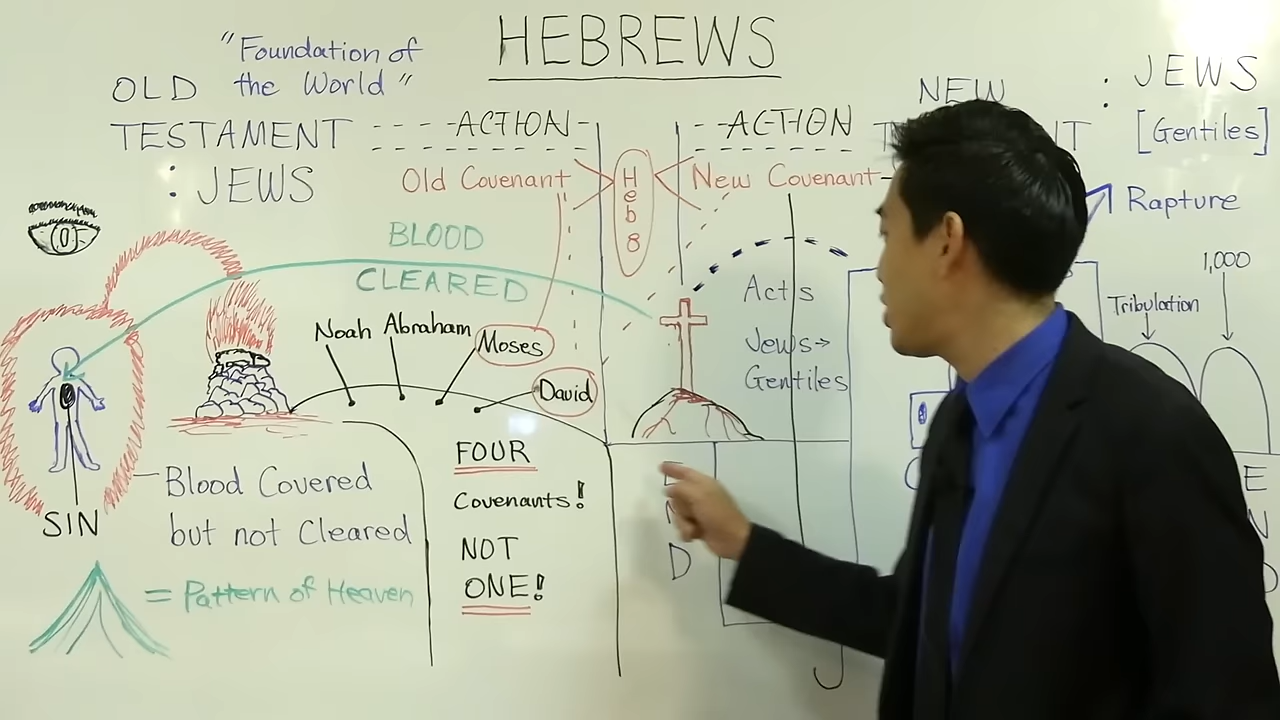 HEBREWS
"Foundation of
the World"
OLD
TESTAMENT
: JEWS
ACTION
ACTION
NEW
: JEWS
[Gentiles]
Old Covenant
Heb 8
New Covenant
Rapture
BLOOD
CLEARED
1,000
Tribulation
Acts
Jews→
Gentiles
Noah
Abraham
Moses
David
FOUR
Covenants!
NOT
ONE!
SIN
Blood Covered
but not Cleared
= Pattern of Heaven